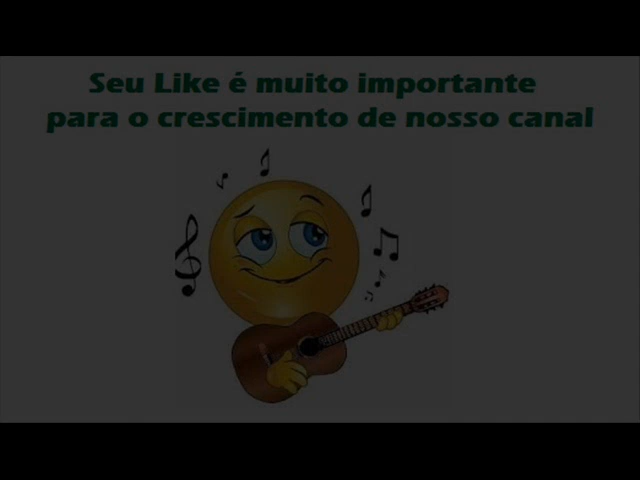 Seu Like é muito importante
para o crescimento de nosso canal